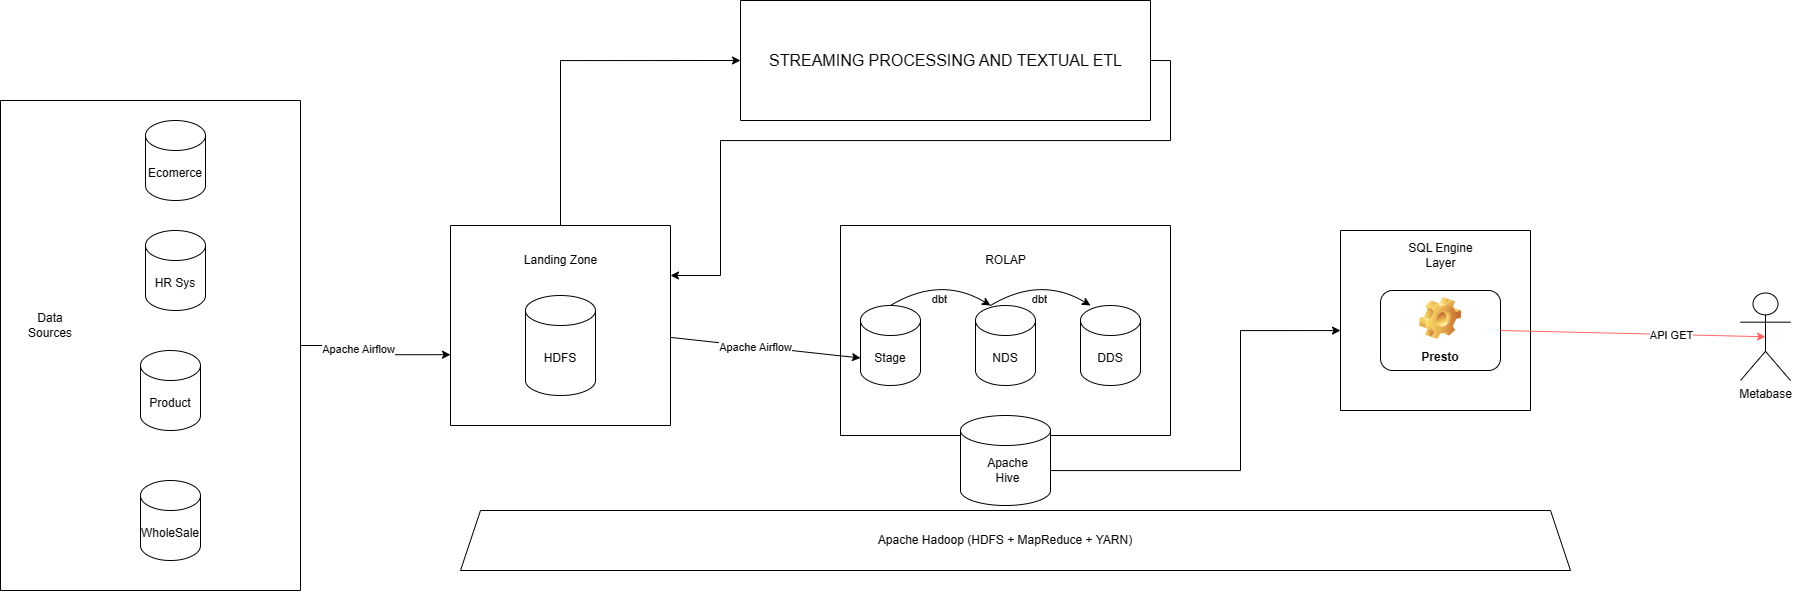 STREAMING PROCESSING AND TEXTUAL ETL
Ecomerce
HR Sys
Data
Sources
Product
WholeSale
Apache Airflow
Landing Zone
HDFS
Apache Airflow
ROLAP
dbt
dbt
Stage
NDS
DDS
Apache
Hive
SQL Engine
Layer
Presto
API GET
Metabase
Apache Hadoop (HDFS + MapReduce + YARN)